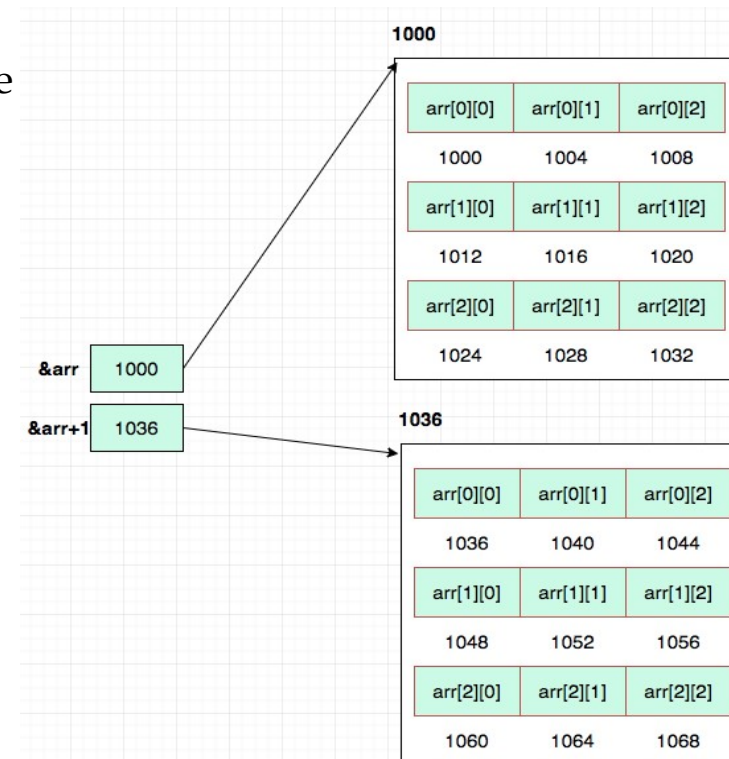 1000
e
arr[0][0] arr[0][1] arr[0][2]
1000 1004 1008
arr[1][0] arr[1][1] arr[1][2]
1012 1016 1020
arr[2][0] arr[2][1] arr[2][2]
1024 1028 1032
&arr 1000
&arr+1 1036
1036
arr[0][0] arr[0][1] arr[0][2]
1036 1040 1044
arr[1][0] arr[1][1] arr[1][2]
1048 1052 1056
arr[2][0] arr[2][1] arr[2][2]
1060 1064 1068